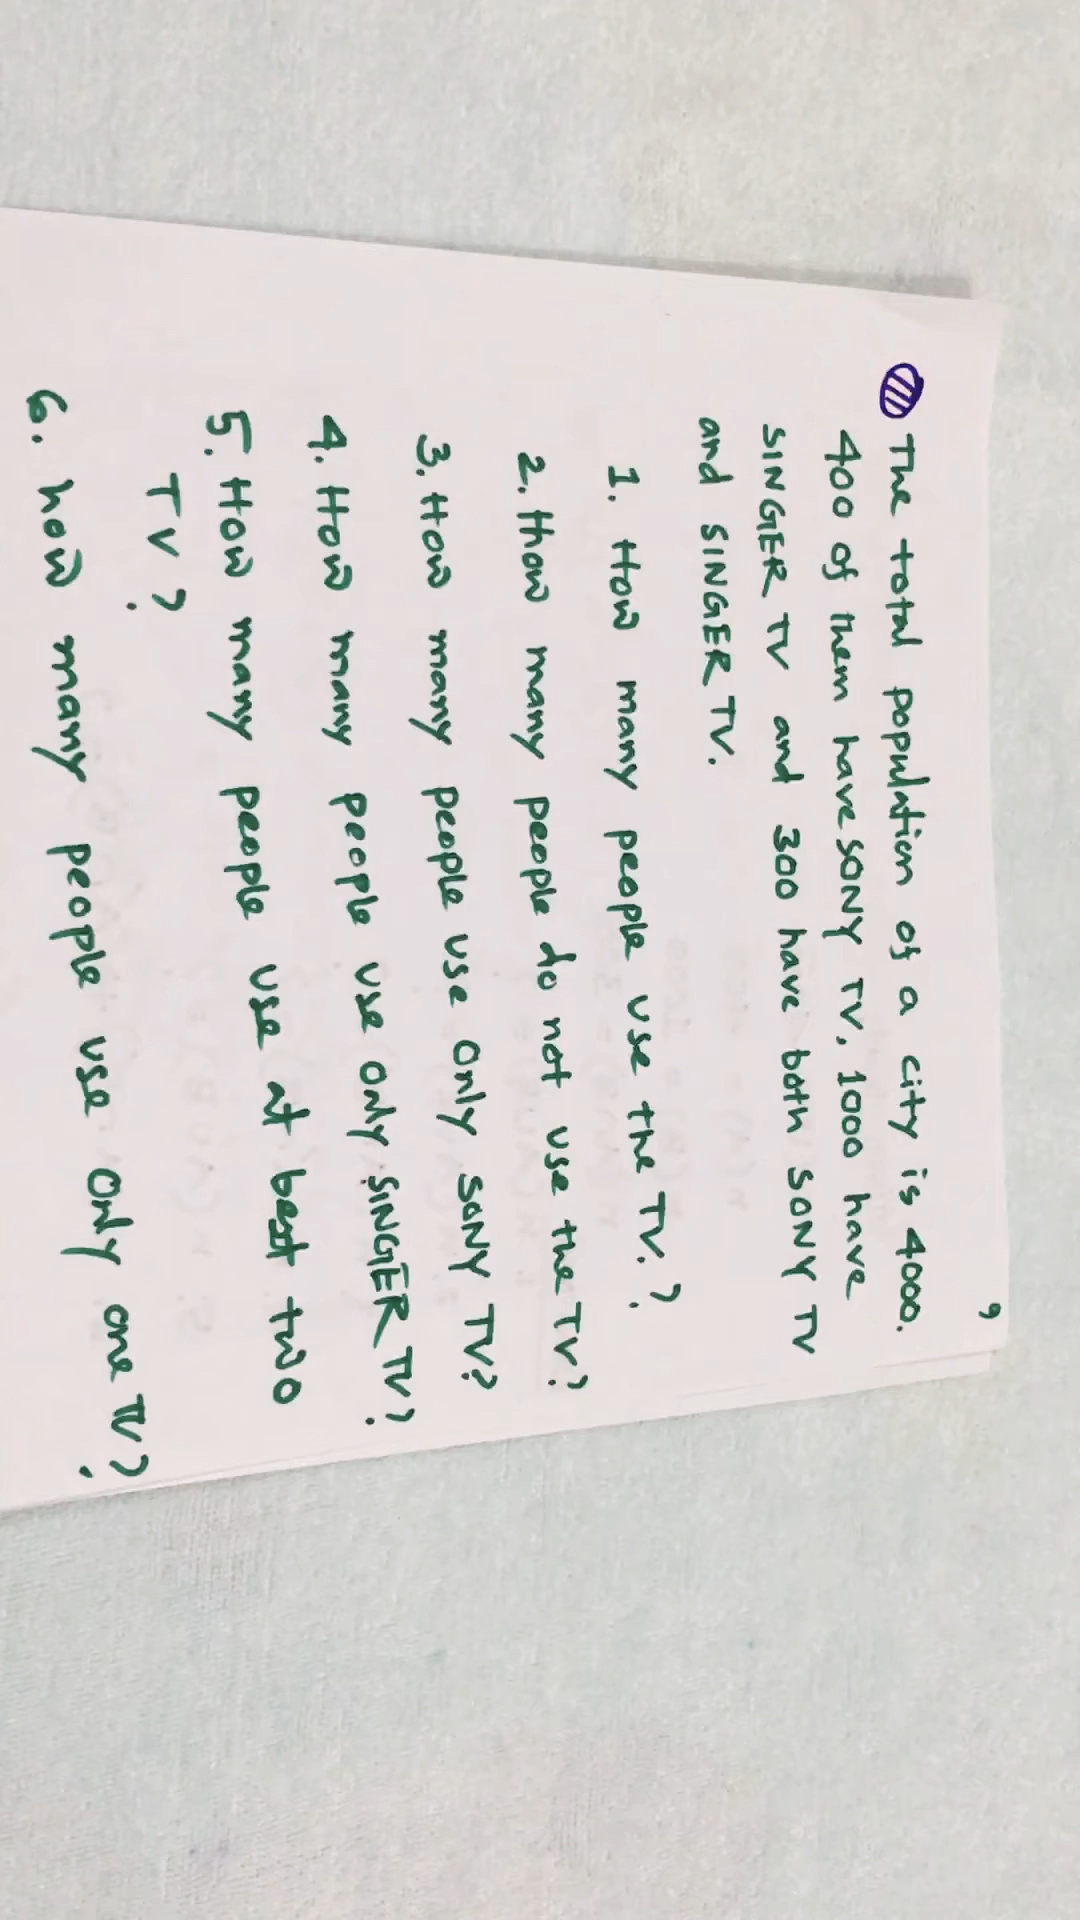 The total population of a city is 4000.
400 of them have SONY TV, 1000 have
SINGER TV and 300 have both SONY TV
and SINGER TV.
1. How many people use the TV.?
2. How many people do not use the TV?
3. How many people use only SONY TV?
4. How many people use only SINGER TV?
5. How many people use at best two
TV?
6. how many people use only one TV?